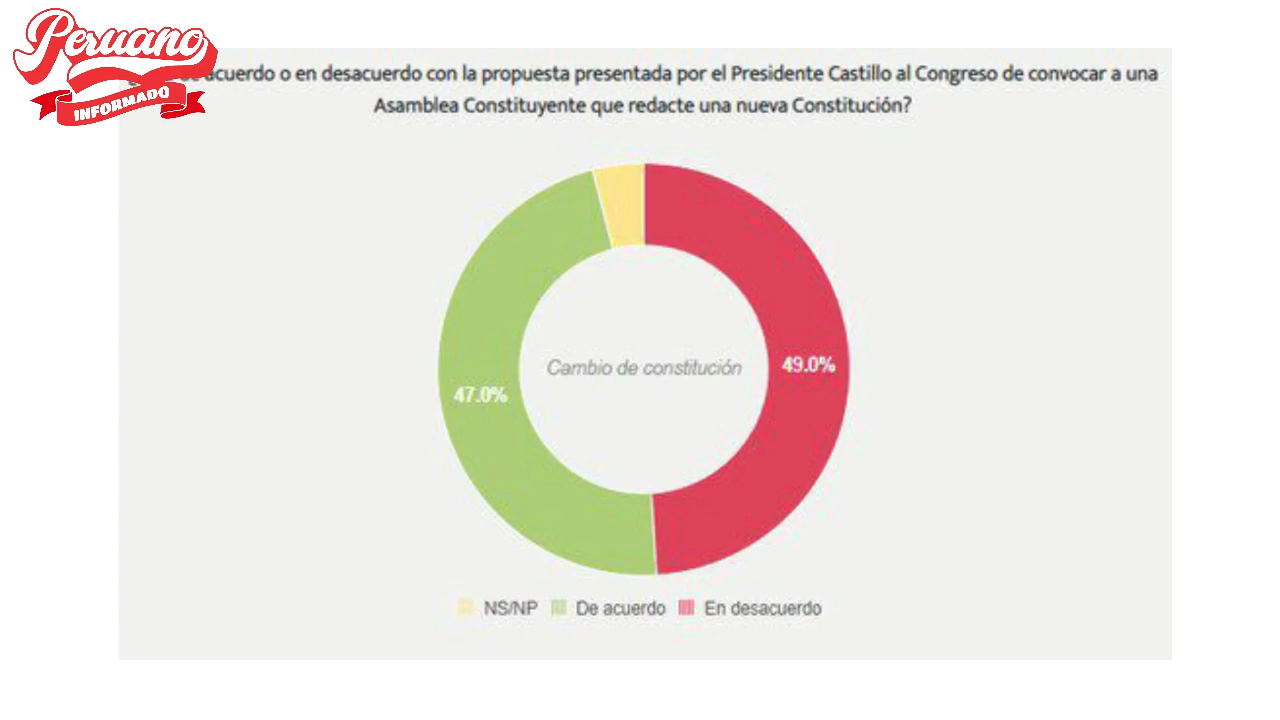 Peruano
INFORMADO
acuerdo o en desacuerdo con la propuesta presentada por el Presidente Castillo al Congreso de convocar a una
Asamblea Constituyente que redacte una nueva Constitución?
Cambio de constitución
49.0%
47.0%
NS/NP De acuerdo En desacuerdo